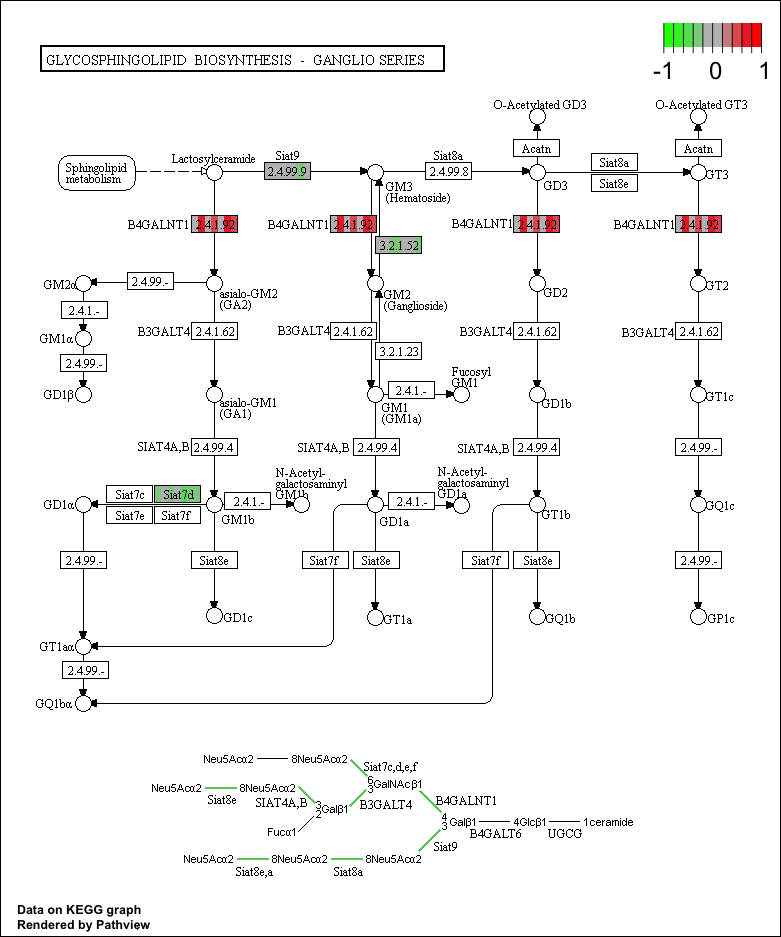 -1 0 1
GLYCOSPHINGOLIPID BIOSYNTHESIS - GANGLIO SERIES
O-Acetylated GD3
O-Acetylated GT3
Acatn
Acatn
Siat9
Siat8a
Siat8a
Lactosylceramide
Sphingolipid
metabolism
2.4.99.9
2.4.99.8
Siat8e
GM3
(Hematoside)
GD3
GT3
B4GALNT1
2.4.1.92
B4GALNT1
2.4.1.92
B4GALNT1
2.4.1.92
B4GALNT1
2.4.1.92
3.2.1.52
GM2α
2.4.99.-
asialo-GM2
(GA2)
GM2
(Ganglioside)
GD2
GT2
2.4.1.-
B3GALT4
2.4.1.62
B3GALT4
2.4.1.62
B3GALT4
2.4.1.62
B3GALT4
2.4.1.62
GM1α
3.2.1.23
2.4.99.-
Fucosyl
GM1
GD1β
asialo-GM1
(GA1)
GM1
(GM1a)
2.4.1.-
GD1b
GT1c
SIAT4A,B
2.4.99.4
SIAT4A,B
2.4.99.4
SIAT4A,B
2.4.99.4
2.4.99.-
N-Acetyl-
galactosaminyl
GM1b
N-Acetyl-
galactosaminyl
GD1a
Siat7c
Siat7d
GD1α
Siat7e
Siat7f
GM1b
2.4.1.-
GD1a
2.4.1.-
GT1b
GQ1c
2.4.99.-
Siat8e
Siat7f
Siat8e
Siat7f
Siat8e
2.4.99.-
GD1c
GT1a
GQ1b
GP1c
GT1aα
2.4.99.-
GQ1bα
Neu5Acα2
8Neu5Acα2
Siat7c,d,e,f
6
3
GalNAcβ1
Neu5Acα2
8Neu5Acα2
Siat8e
SIAT4A,B
3
2
Galβ1
B3GALT4
B4GALNT1
Fucα1
4
3
Galβ1
4Glcβ1
1ceramide
B4GALT6
UGCG
Siat9
Neu5Acα2
8Neu5Acα2
8Neu5Acα2
Siat8e,a
Siat8a
Data on KEGG graph
Rendered by Pathview